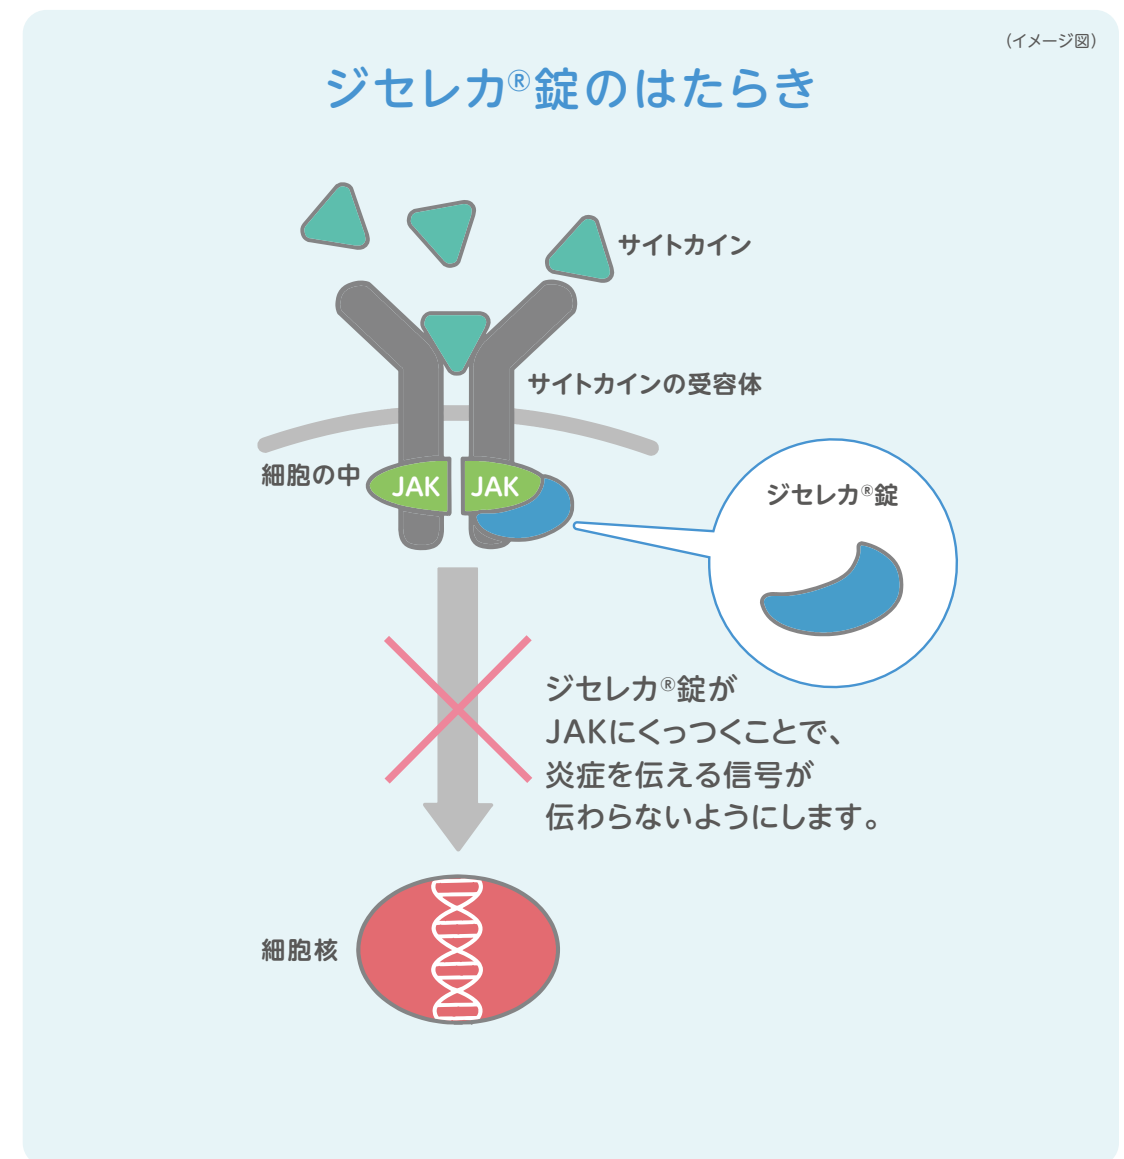 (イメージ図)
ジセレカ®錠のはたらき
サイトカイン
サイトカインの受容体
細胞の中
JAK
JAK
ジセレカ®錠
ジセレカ®錠が
JAKにくっつくことで、
炎症を伝える信号が
伝わらないようにします。
細胞核